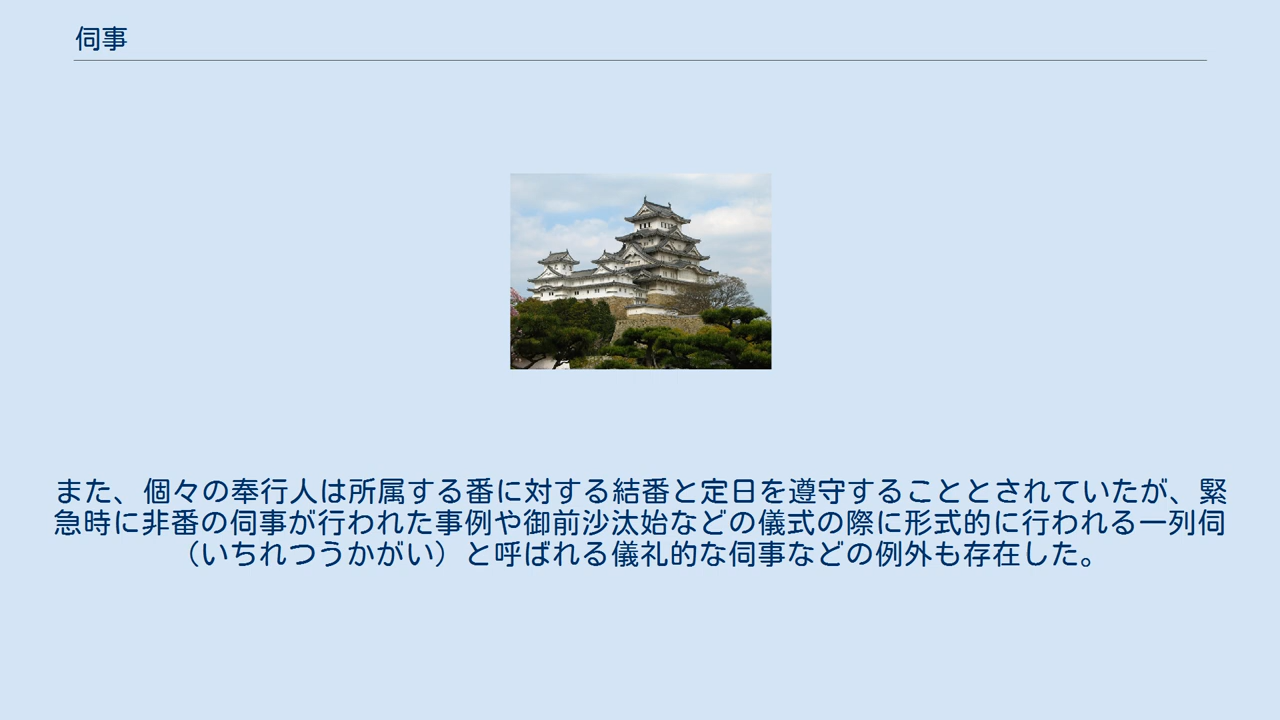 伺事
また、個々の奉行人は所属する番に対する結番と定日を遵守することとされていたが、緊
急時に非番の伺事が行われた事例や御前沙汰始などの儀式の際に形式的に行われる一列伺
（いちれつうかがい）と呼ばれる儀礼的な伺事などの例外も存在した。